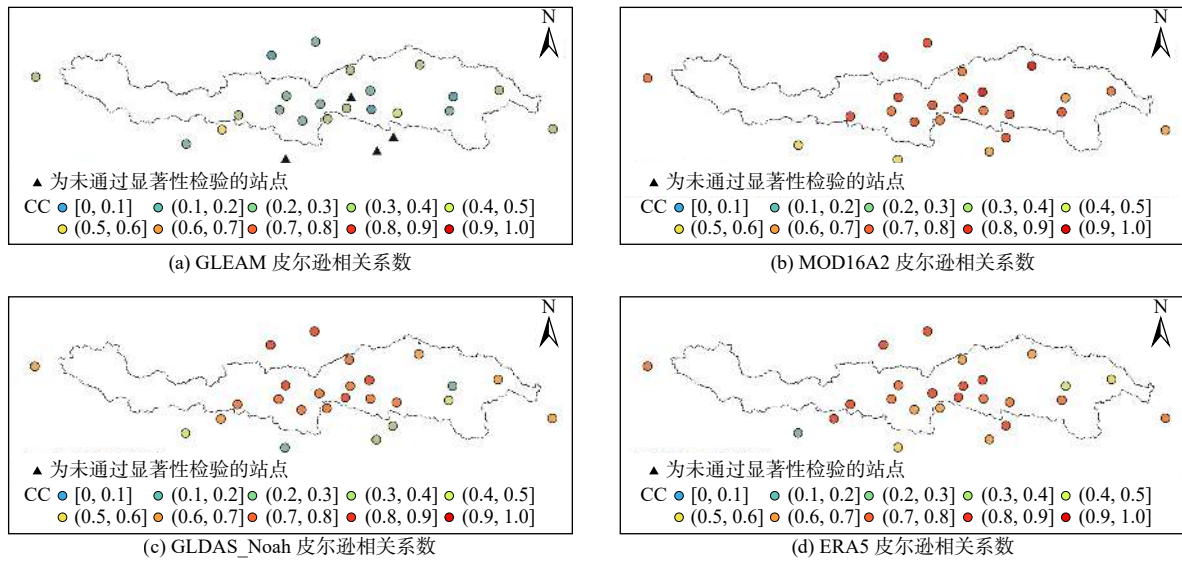 N
▲ 为未通过显著性检验的站点
CC [0, 0.1] (0.1, 0.2] (0.2, 0.3] (0.3, 0.4] (0.4, 0.5]
(0.5, 0.6] (0.6, 0.7] (0.7, 0.8] (0.8, 0.9] (0.9, 1.0]
(a) GLEAM 皮尔逊相关系数
N
▲ 为未通过显著性检验的站点
CC [0, 0.1] (0.1, 0.2] (0.2, 0.3] (0.3, 0.4] (0.4, 0.5]
(0.5, 0.6] (0.6, 0.7] (0.7, 0.8] (0.8, 0.9] (0.9, 1.0]
(b) MOD16A2 皮尔逊相关系数
N
▲ 为未通过显著性检验的站点
CC [0, 0.1] (0.1, 0.2] (0.2, 0.3] (0.3, 0.4] (0.4, 0.5]
(0.5, 0.6] (0.6, 0.7] (0.7, 0.8] (0.8, 0.9] (0.9, 1.0]
(c) GLDAS_Noah 皮尔逊相关系数
N
▲ 为未通过显著性检验的站点
CC [0, 0.1] (0.1, 0.2] (0.2, 0.3] (0.3, 0.4] (0.4, 0.5]
(0.5, 0.6] (0.6, 0.7] (0.7, 0.8] (0.8, 0.9] (0.9, 1.0]
(d) ERA5 皮尔逊相关系数